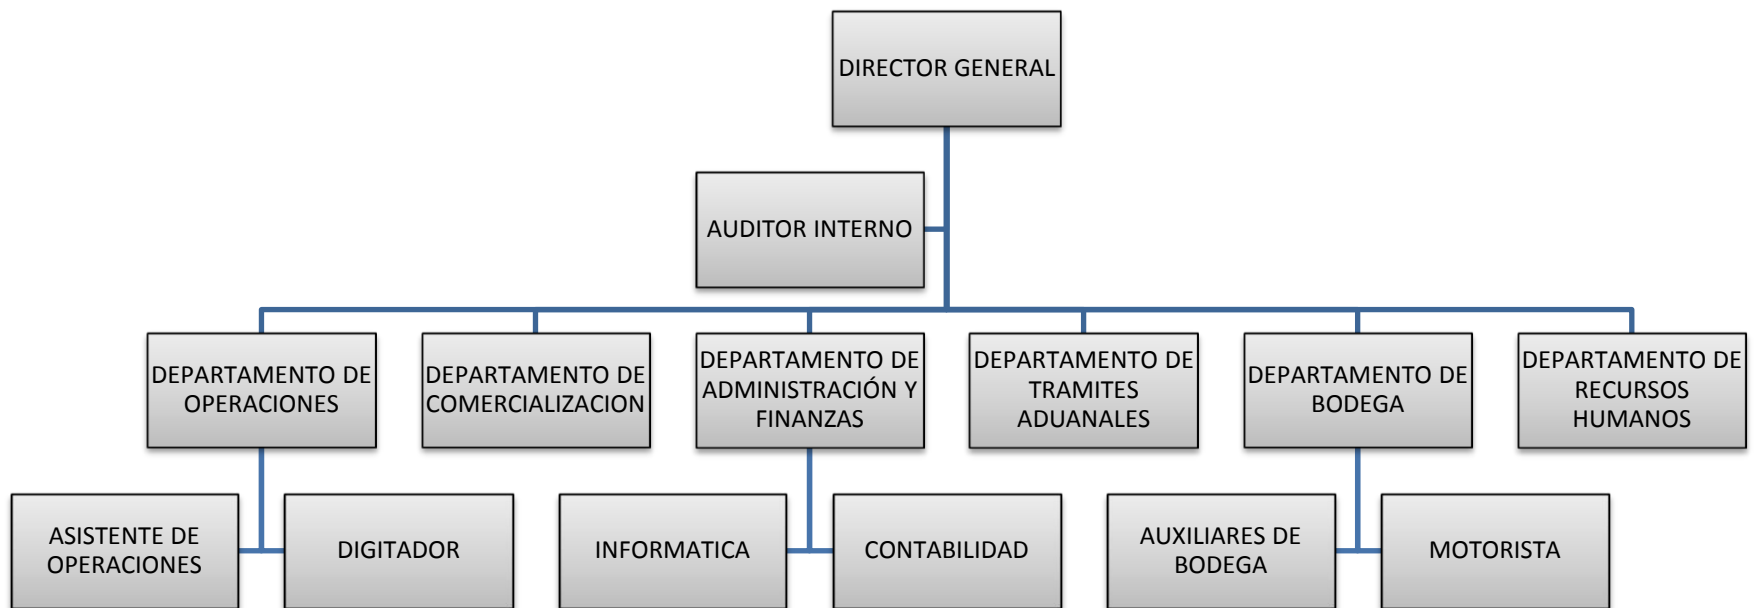 DIRECTOR GENERAL
AUDITOR INTERNO
DEPARTAMENTO DE
OPERACIONES
DEPARTAMENTO DE
COMERCIALIZACION
DEPARTAMENTO DE
ADMINISTRACIÓN Y
FINANZAS
DEPARTAMENTO DE
TRAMITES
ADUANALES
DEPARTAMENTO DE
BODEGA
DEPARTAMENTO DE
RECURSOS
HUMANOS
ASISTENTE DE
OPERACIONES
DIGITADOR
INFORMATICA
CONTABILIDAD
AUXILIARES DE
BODEGA
MOTORISTA